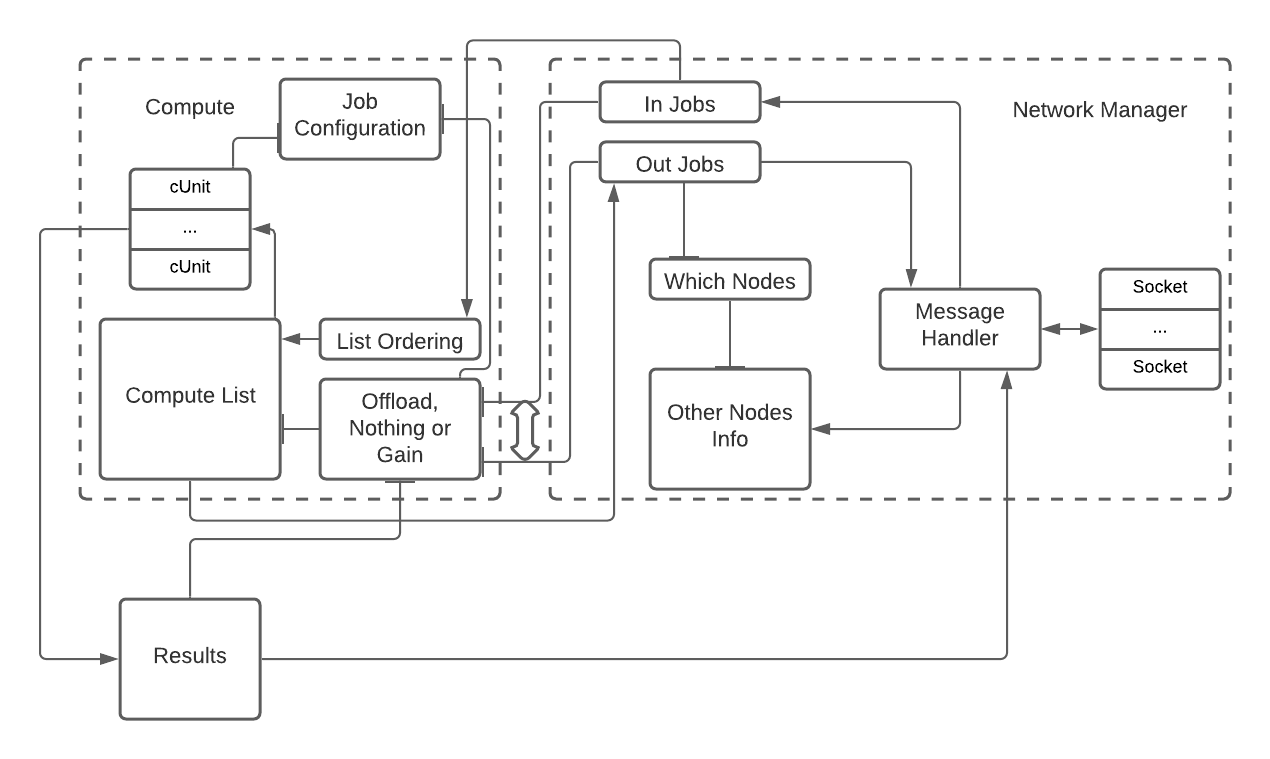 Compute
Job
Configuration
cUnit
...
cUnit
List Ordering
Compute List
Offload,
Nothing or
Gain
Results
Network Manager
In Jobs
Out Jobs
Which Nodes
Other Nodes
Info
Message
Handler
Socket
...
Socket